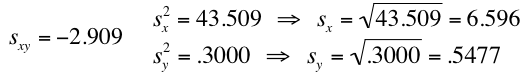 s_xy = −2.909
s_x^2 = 43.509 ⇒ s_x = √43.509 = 6.596
s_y^2 = .3000 ⇒ s_y = √.3000 = .5477